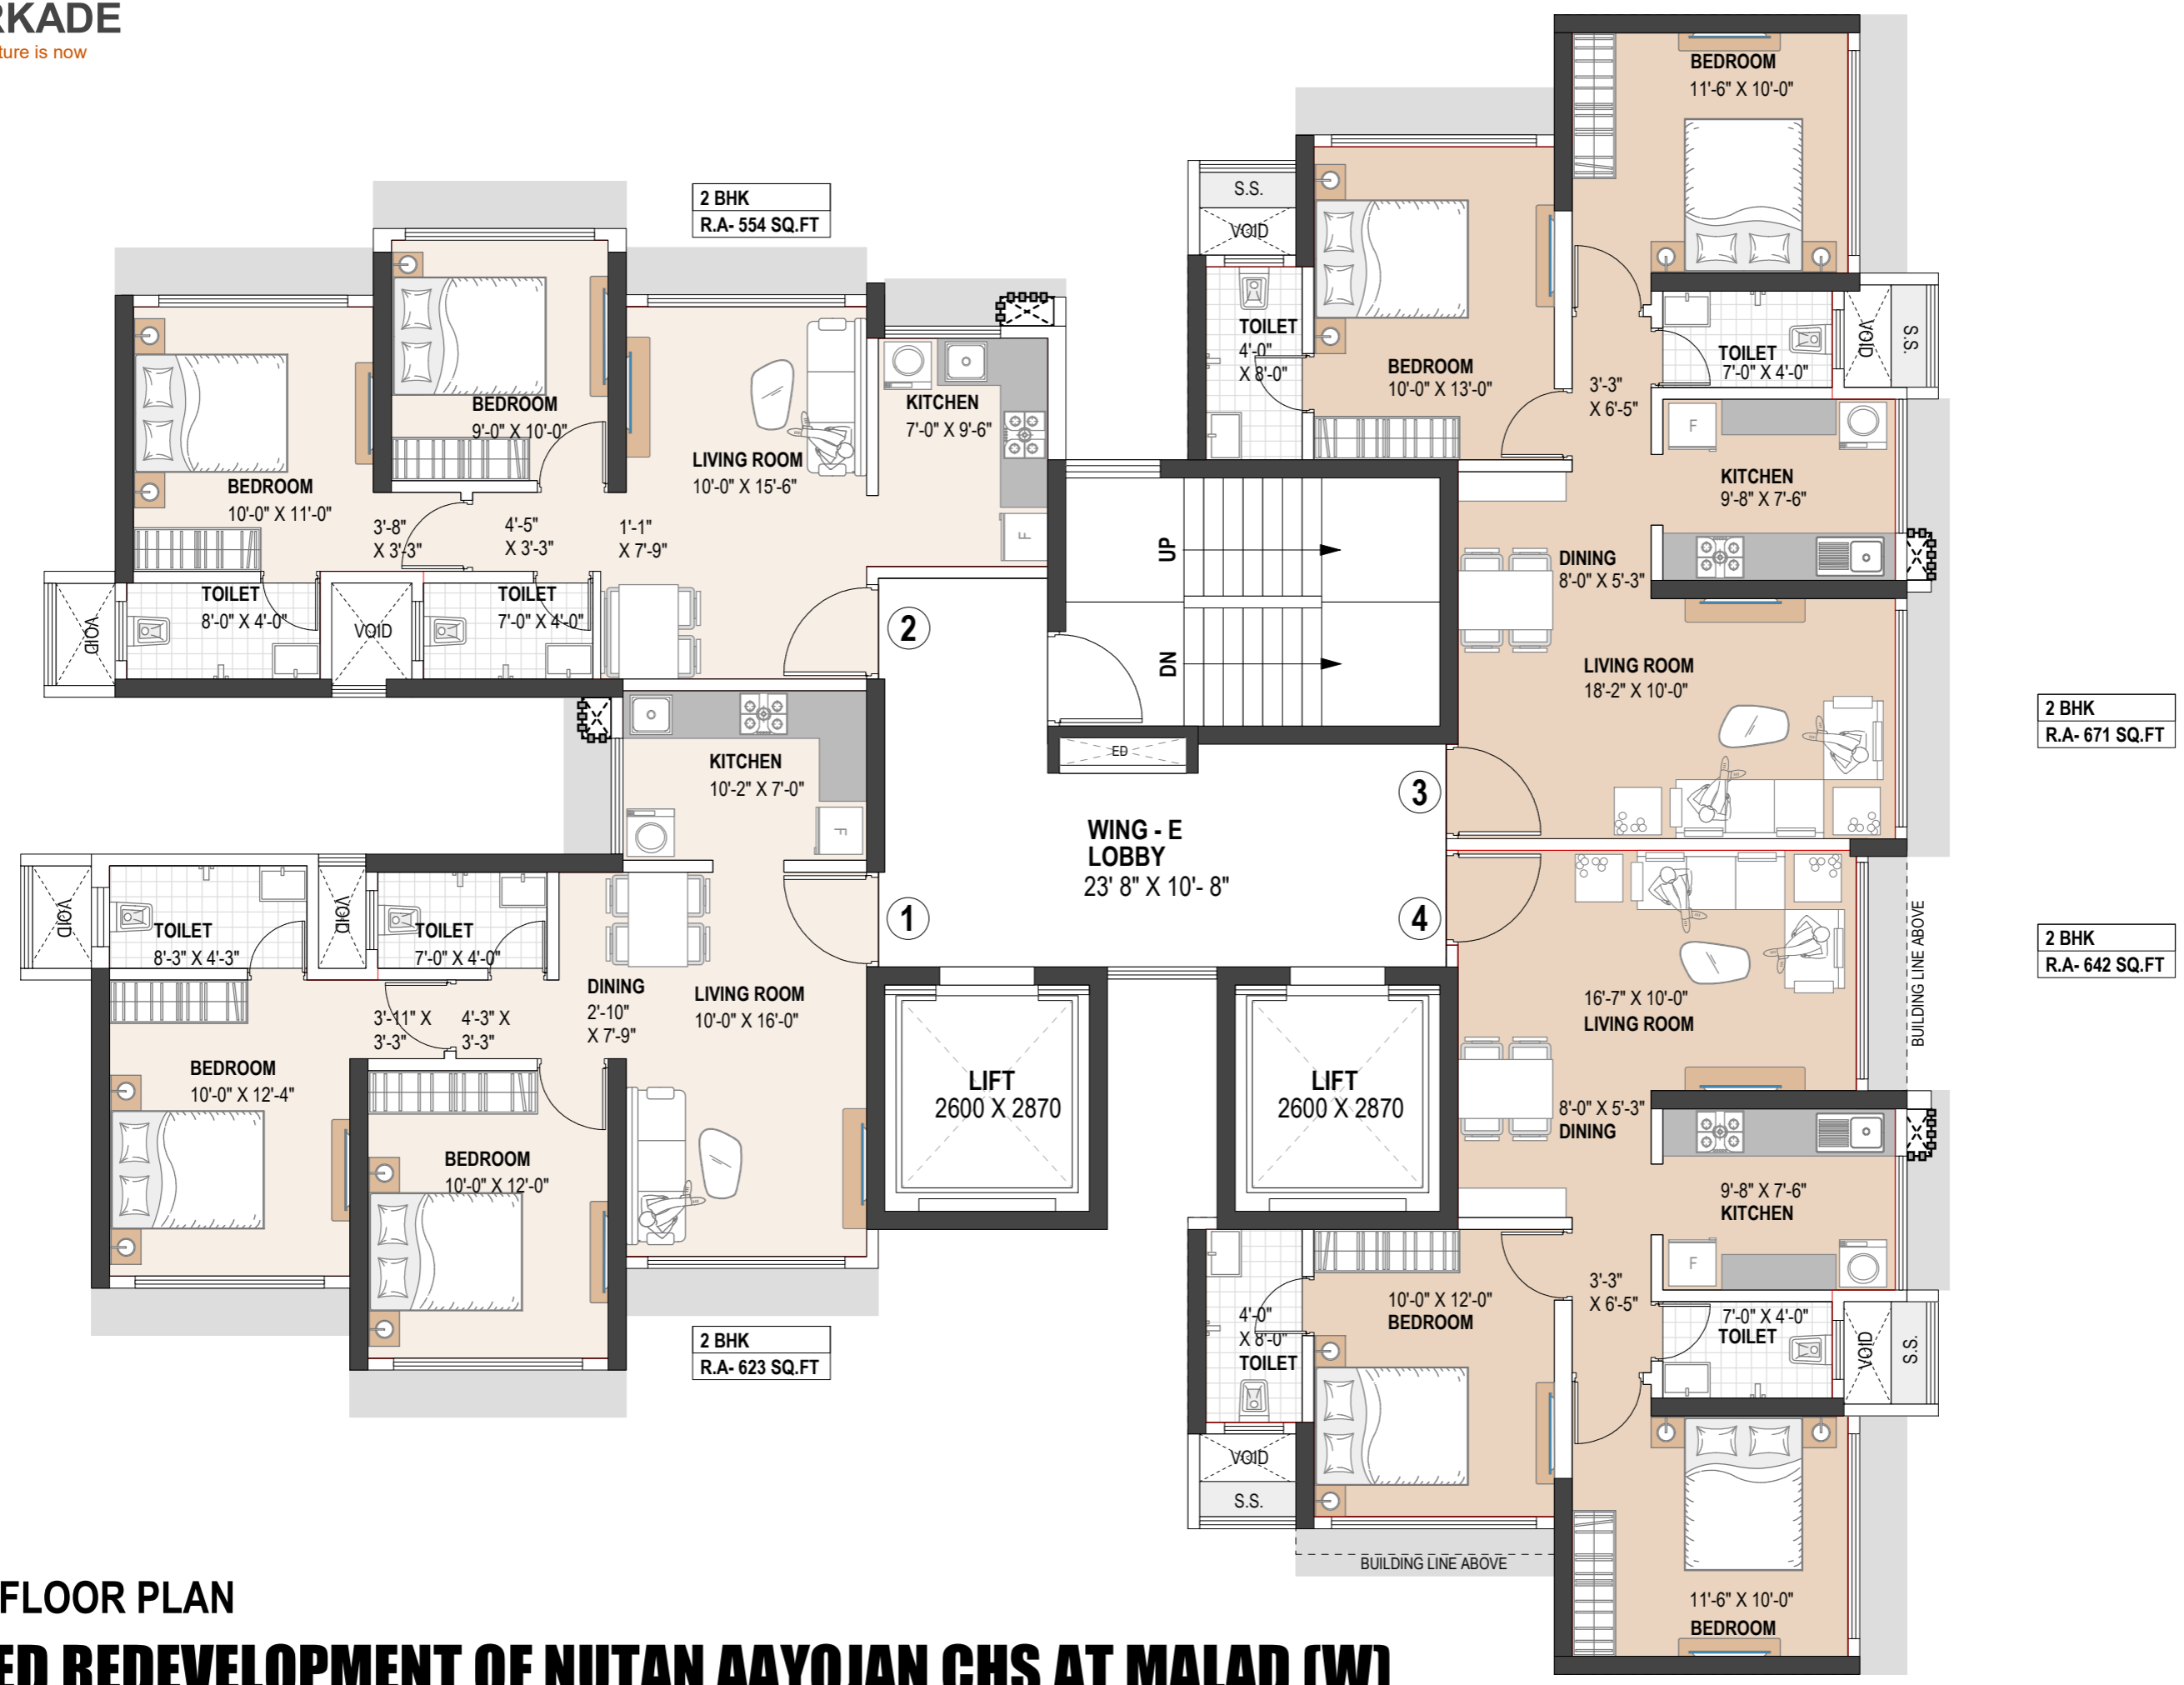 RKADE
ture is now
2 BHK
R.A- 554 SQ.FT
BEDROOM
10'-0" X 11'-0"
BEDROOM
9'-0" X 10'-0"
LIVING ROOM
10'-0" X 15'-6"
KITCHEN
7'-0" X 9'-6"
F
3'-8"
X 3'-3"
4'-5"
X 3'-3"
1'-1"
X 7'-9"
VOID
TOILET
8'-0" X 4'-0"
VOID
TOILET
7'-0" X 4'-0"
2
UP
DN
ED
KITCHEN
10'-2" X 7'-0"
F
VOID
TOILET
8'-3" X 4'-3"
VOID
TOILET
7'-0" X 4'-0"
1
DINING
2'-10"
X 7'-9"
LIVING ROOM
10'-0" X 16'-0"
3'-11" X
3'-3"
4'-3" X
3'-3"
BEDROOM
10'-0" X 12'-4"
BEDROOM
10'-0" X 12'-0"
2 BHK
R.A- 623 SQ.FT
WING - E
LOBBY
23' 8" X 10'- 8"
LIFT
2600 X 2870
LIFT
2600 X 2870
BEDROOM
11'-6" X 10'-0"
S.S.
VOID
TOILET
4'-0"
X 8'-0"
BEDROOM
10'-0" X 13'-0"
3'-3"
X 6'-5"
TOILET
7'-0" X 4'-0"
VOID
S.S.
F
KITCHEN
9'-8" X 7'-6"
DINING
8'-0" X 5'-3"
LIVING ROOM
18'-2" X 10'-0"
3
2 BHK
R.A- 671 SQ.FT
4
16'-7" X 10'-0"
LIVING ROOM
BUILDING LINE ABOVE
2 BHK
R.A- 642 SQ.FT
8'-0" X 5'-3"
DINING
9'-8" X 7'-6"
KITCHEN
F
3'-3"
X 6'-5"
7'-0" X 4'-0"
TOILET
VOID
S.S.
10'-0" X 12'-0"
BEDROOM
4'-0"
X 8'-0"
TOILET
VOID
S.S.
BUILDING LINE ABOVE
11'-6" X 10'-0"
BEDROOM
FLOOR PLAN
ED REDEVELOPMENT OF NUTAN AAYOJAN CHS AT MALAD (W)